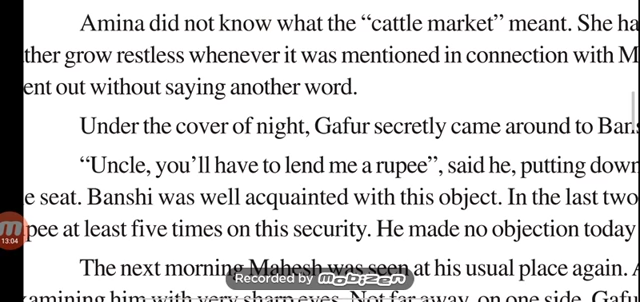 Amina did not know what the “cattle market” meant. She ha
ther grow restless whenever it was mentioned in connection with M
ent out without saying another word.
Under the cover of night, Gafur secretly came around to Ban
“Uncle, you’ll have to lend me a rupee”, said he, putting down
e seat. Banshi was well acquainted with this object. In the last two
pee at least five times on this security. He made no objection today
13:04
The next morning Mahesh was seen at his usual place again.
Recorded by mobizen
amining him with very sharp eyes. Not far away, on one side, Gafu